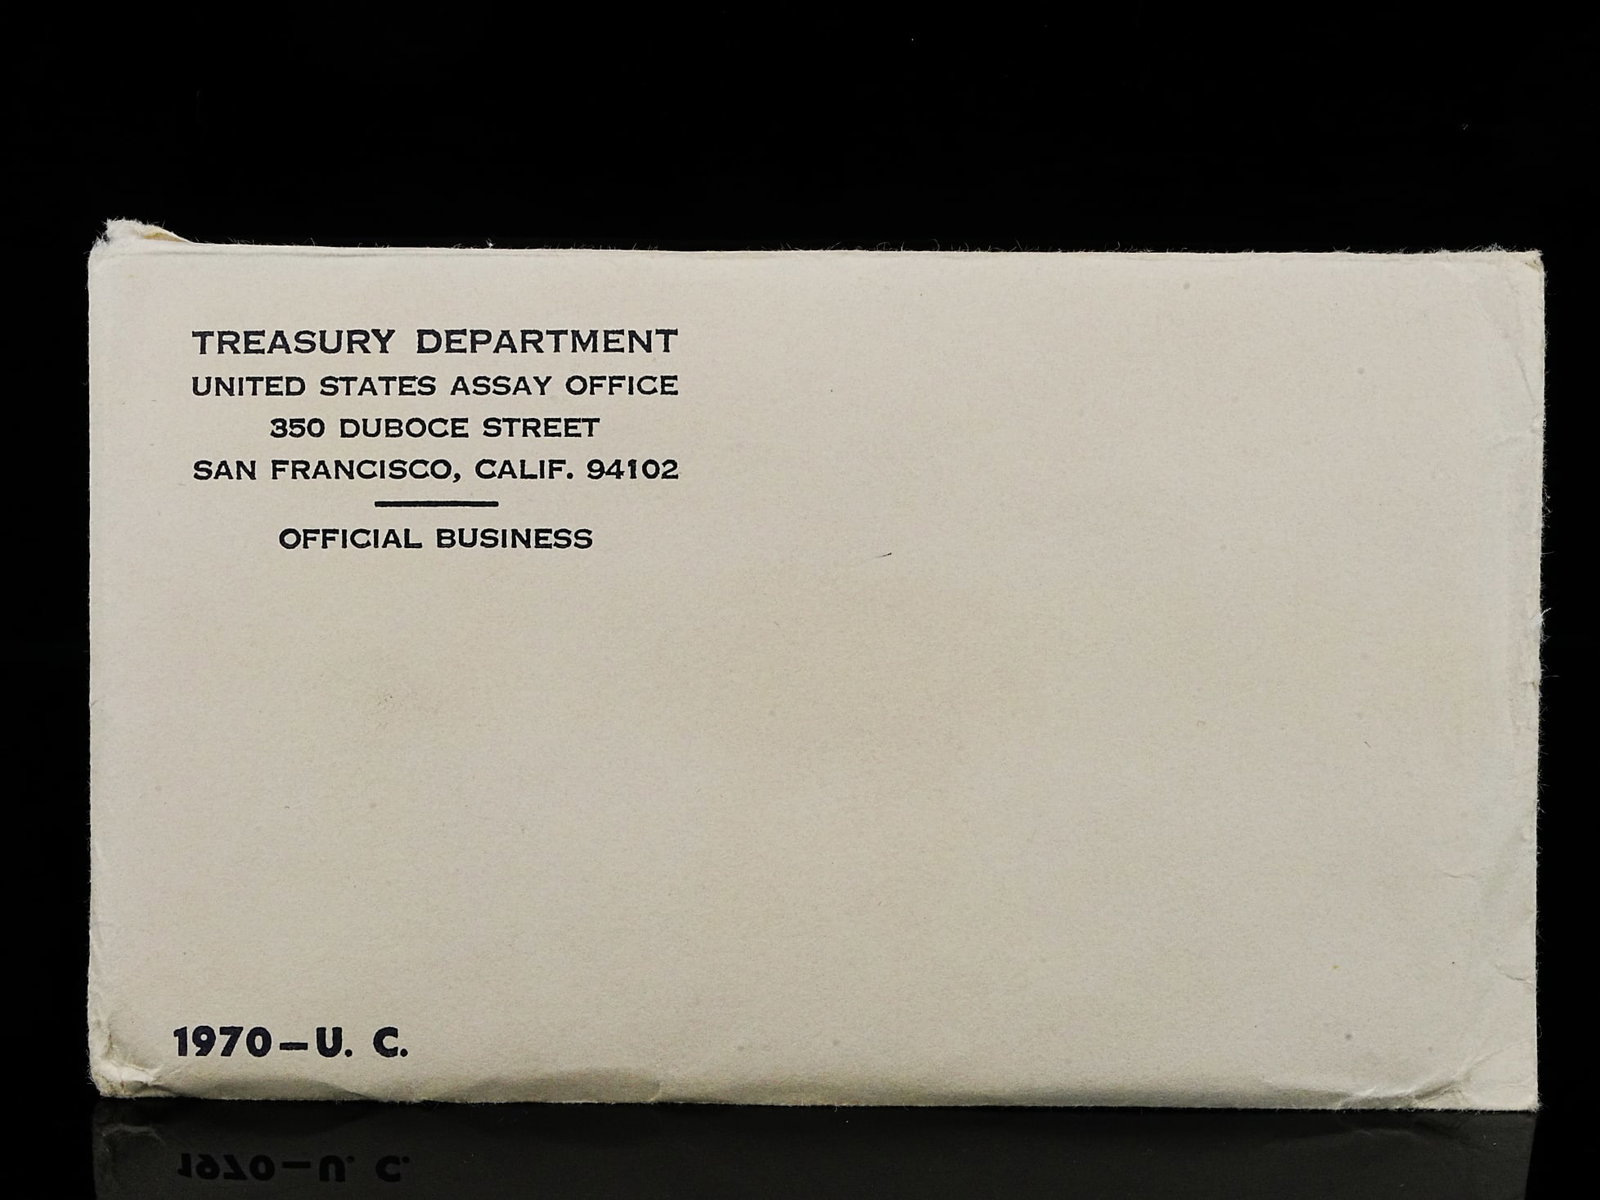 TREASURY DEPARTMENT
UNITED STATES ASSAY OFFICE
350 DUBOCE STREET
SAN FRANCISCO, CALIF. 94102
OFFICIAL BUSINESS
1970—U. C.